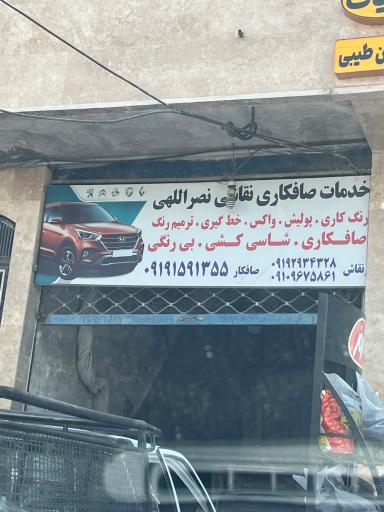 ن طیبی
خدمات صافکاری نقاشی نصراللهی
رنگ کاری . پولیش . واکس . خط گیری . ترمیم رنگ
صافکاری . شاسی کشی . بی رنگی
نقاش ۰۹۱۹۲۹۳۴۳۲۸
۰۹۱۰۹۶۷۵۸۶۱
صافکار ۰۹۱۹۱۵۹۱۳۵۵